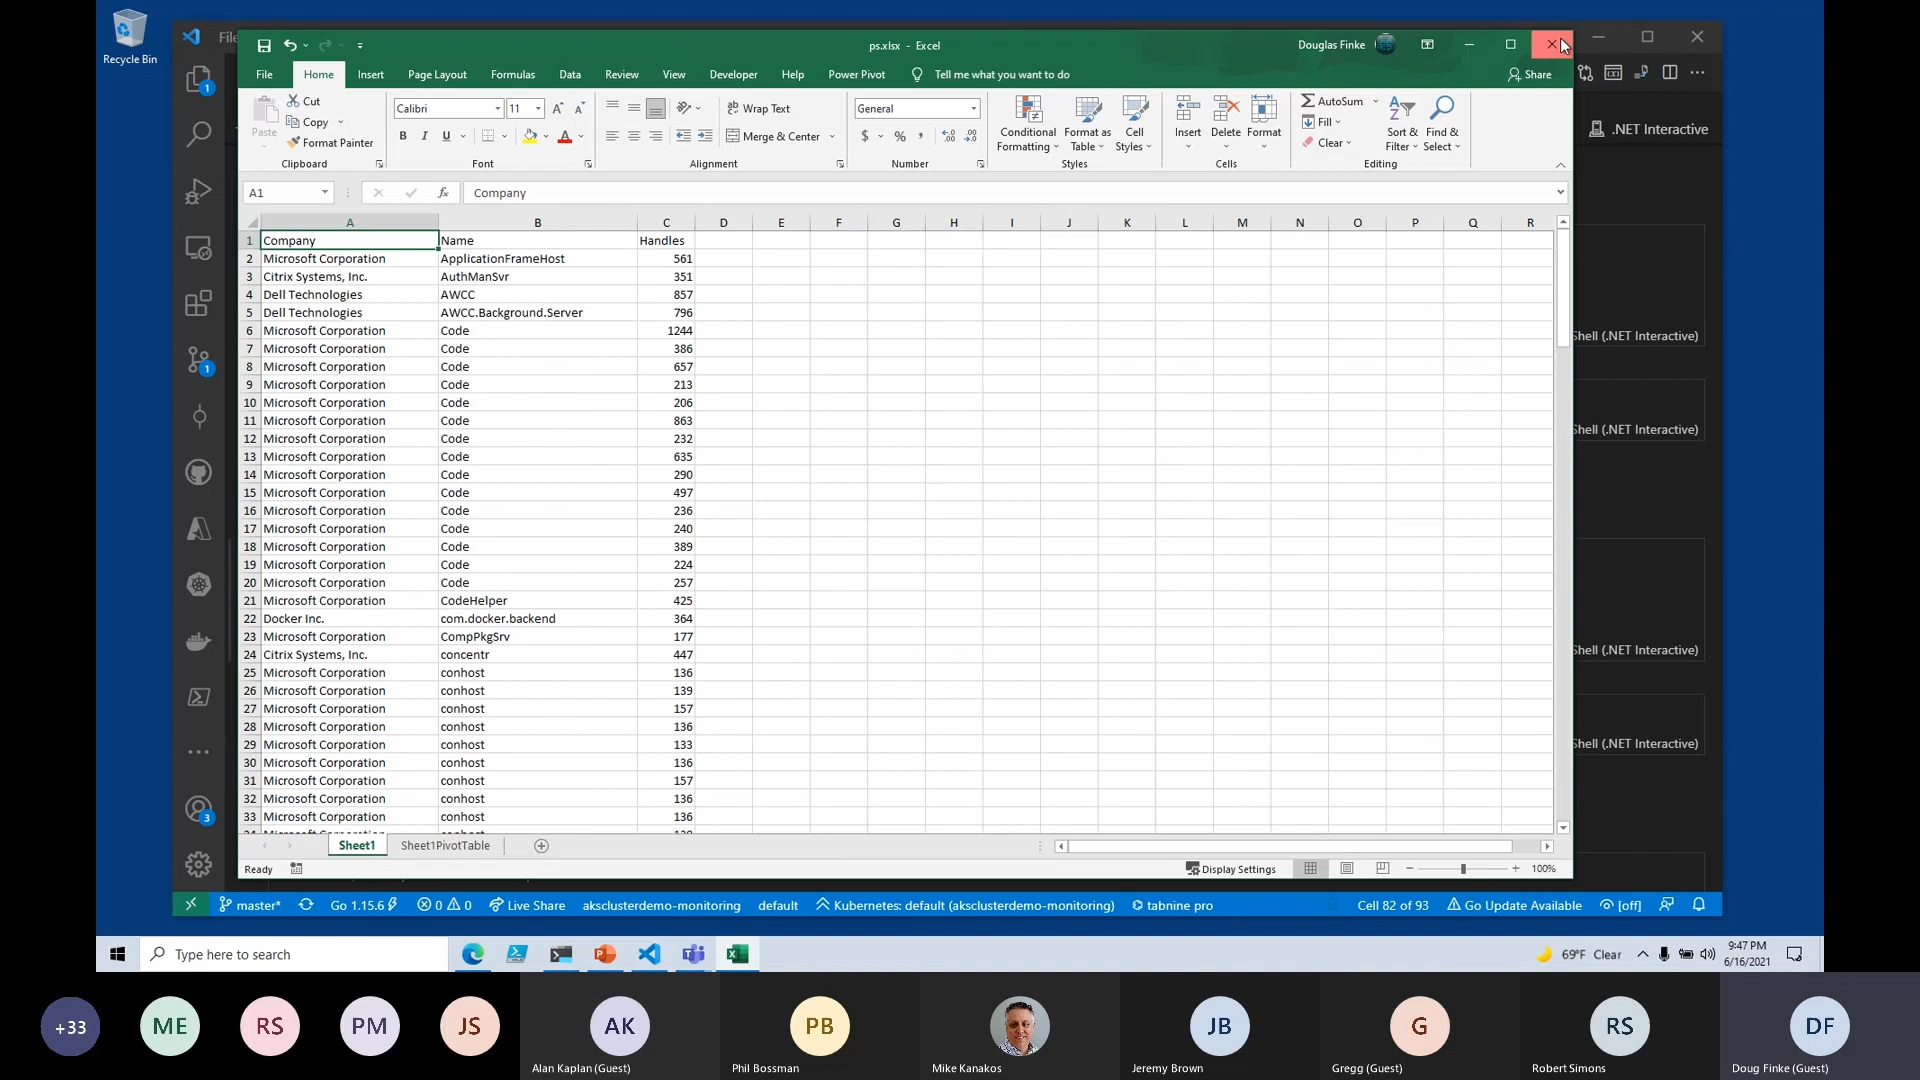 Recycle Bin
File
ps.xlsx - Excel
Douglas Finke
File Home Insert Page Layout Formulas Data Review View Developer Help Power Pivot Tell me what you want to do Share
Paste
Cut
Copy
Format Painter
Clipboard
Calibri 11
B I U
Font
Wrap Text
Merge & Center
Alignment
General
$ % ,
Number
Conditional Formatting
Format as Table
Cell Styles
Styles
Insert Delete Format
Cells
AutoSum
Fill
Clear
Sort & Filter
Find & Select
Editing
.NET Interactive
A1 fx Company
A B C D E F G H I J K L M N O P Q R
1 Company Name Handles
2 Microsoft Corporation ApplicationFrameHost 561
3 Citrix Systems, Inc. AuthManSvr 351
4 Dell Technologies AWCC 857
5 Dell Technologies AWCC.Background.Server 796
6 Microsoft Corporation Code 1244
7 Microsoft Corporation Code 386
8 Microsoft Corporation Code 657
9 Microsoft Corporation Code 213
10 Microsoft Corporation Code 206
11 Microsoft Corporation Code 863
12 Microsoft Corporation Code 232
13 Microsoft Corporation Code 635
14 Microsoft Corporation Code 290
15 Microsoft Corporation Code 497
16 Microsoft Corporation Code 236
17 Microsoft Corporation Code 240
18 Microsoft Corporation Code 389
19 Microsoft Corporation Code 224
20 Microsoft Corporation Code 257
21 Microsoft Corporation CodeHelper 425
22 Docker Inc. com.docker.backend 364
23 Microsoft Corporation CompPkgSrv 177
24 Citrix Systems, Inc. concentr 447
25 Microsoft Corporation conhost 136
26 Microsoft Corporation conhost 139
27 Microsoft Corporation conhost 157
28 Microsoft Corporation conhost 136
29 Microsoft Corporation conhost 133
30 Microsoft Corporation conhost 136
31 Microsoft Corporation conhost 157
32 Microsoft Corporation conhost 136
33 Microsoft Corporation conhost 136
Shell (.NET Interactive)
Shell (.NET Interactive)
Shell (.NET Interactive)
Shell (.NET Interactive)
Sheet1 Sheet1PivotTable
Ready Display Settings 100%
master* Go 1.15.6 0 0 Live Share aksclusterdemo-monitoring default Kubernetes: default (aksclusterdemo-monitoring) tabnine pro Cell 82 of 93 Go Update Available [off]
Type here to search
69°F Clear
9:47 PM
6/16/2021
+33 ME RS PM JS AK PB JB G RS DF
Alan Kaplan (Guest) Phil Bossman Mike Kanakos Jeremy Brown Gregg (Guest) Robert Simons Doug Finke (Guest)